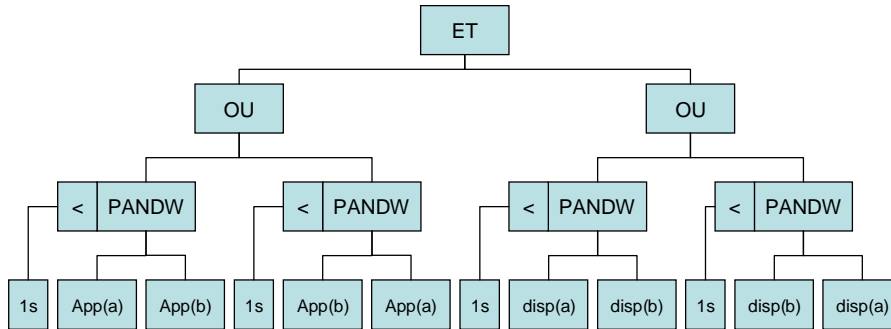 ET
OU OU
< PANDW < PANDW < PANDW < PANDW
1s App(a) App(b) 1s App(b) App(a) 1s disp(a) disp(b) 1s disp(b) disp(a)